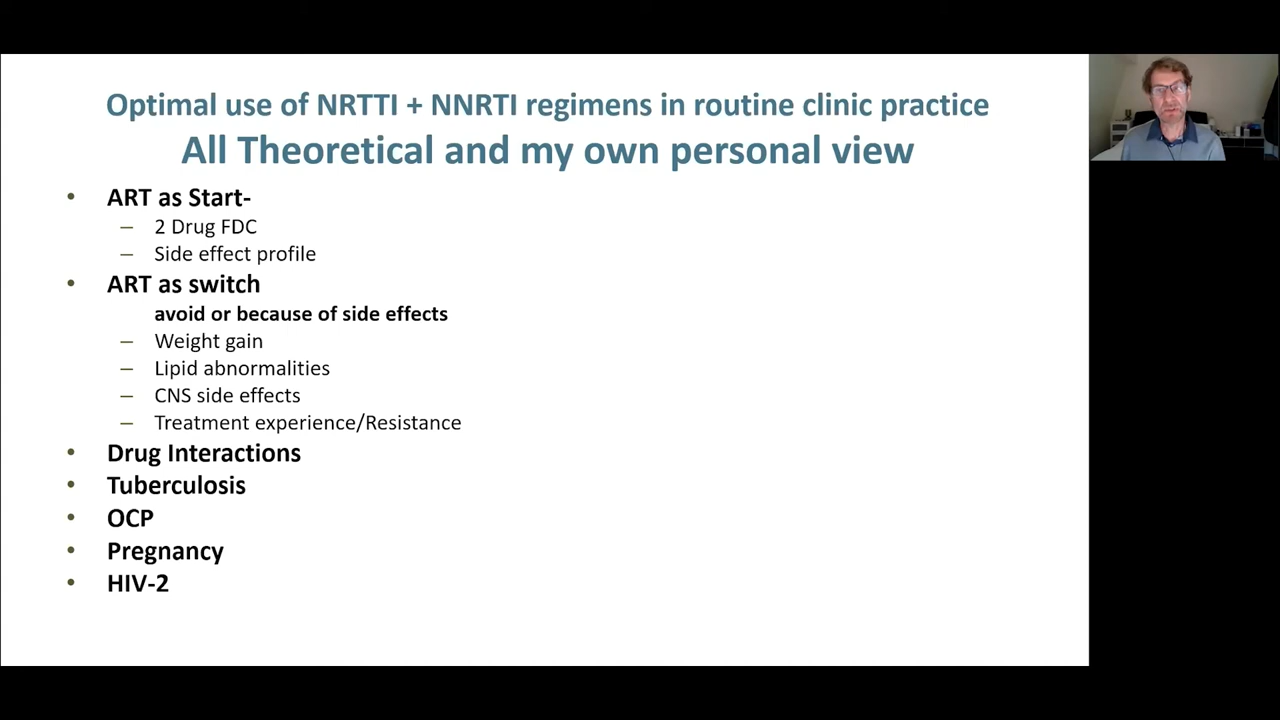 Optimal use of NRTTI + NNRTI regimens in routine clinic practice
All Theoretical and my own personal view
• ART as Start-
– 2 Drug FDC
– Side effect profile
• ART as switch
avoid or because of side effects
– Weight gain
– Lipid abnormalities
– CNS side effects
– Treatment experience/Resistance
• Drug Interactions
• Tuberculosis
• OCP
• Pregnancy
• HIV-2